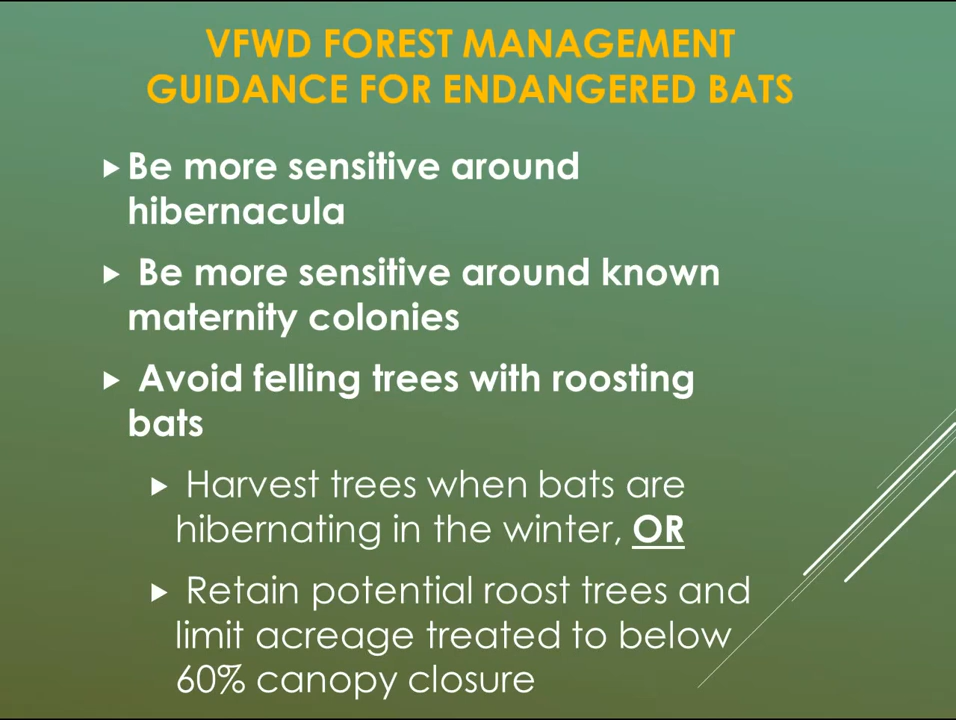 VFWD FOREST MANAGEMENT
GUIDANCE FOR ENDANGERED BATS
Be more sensitive around
hibernacula
Be more sensitive around known
maternity colonies
Avoid felling trees with roosting
bats
Harvest trees when bats are
hibernating in the winter, OR
Retain potential roost trees and
limit acreage treated to below
60% canopy closure